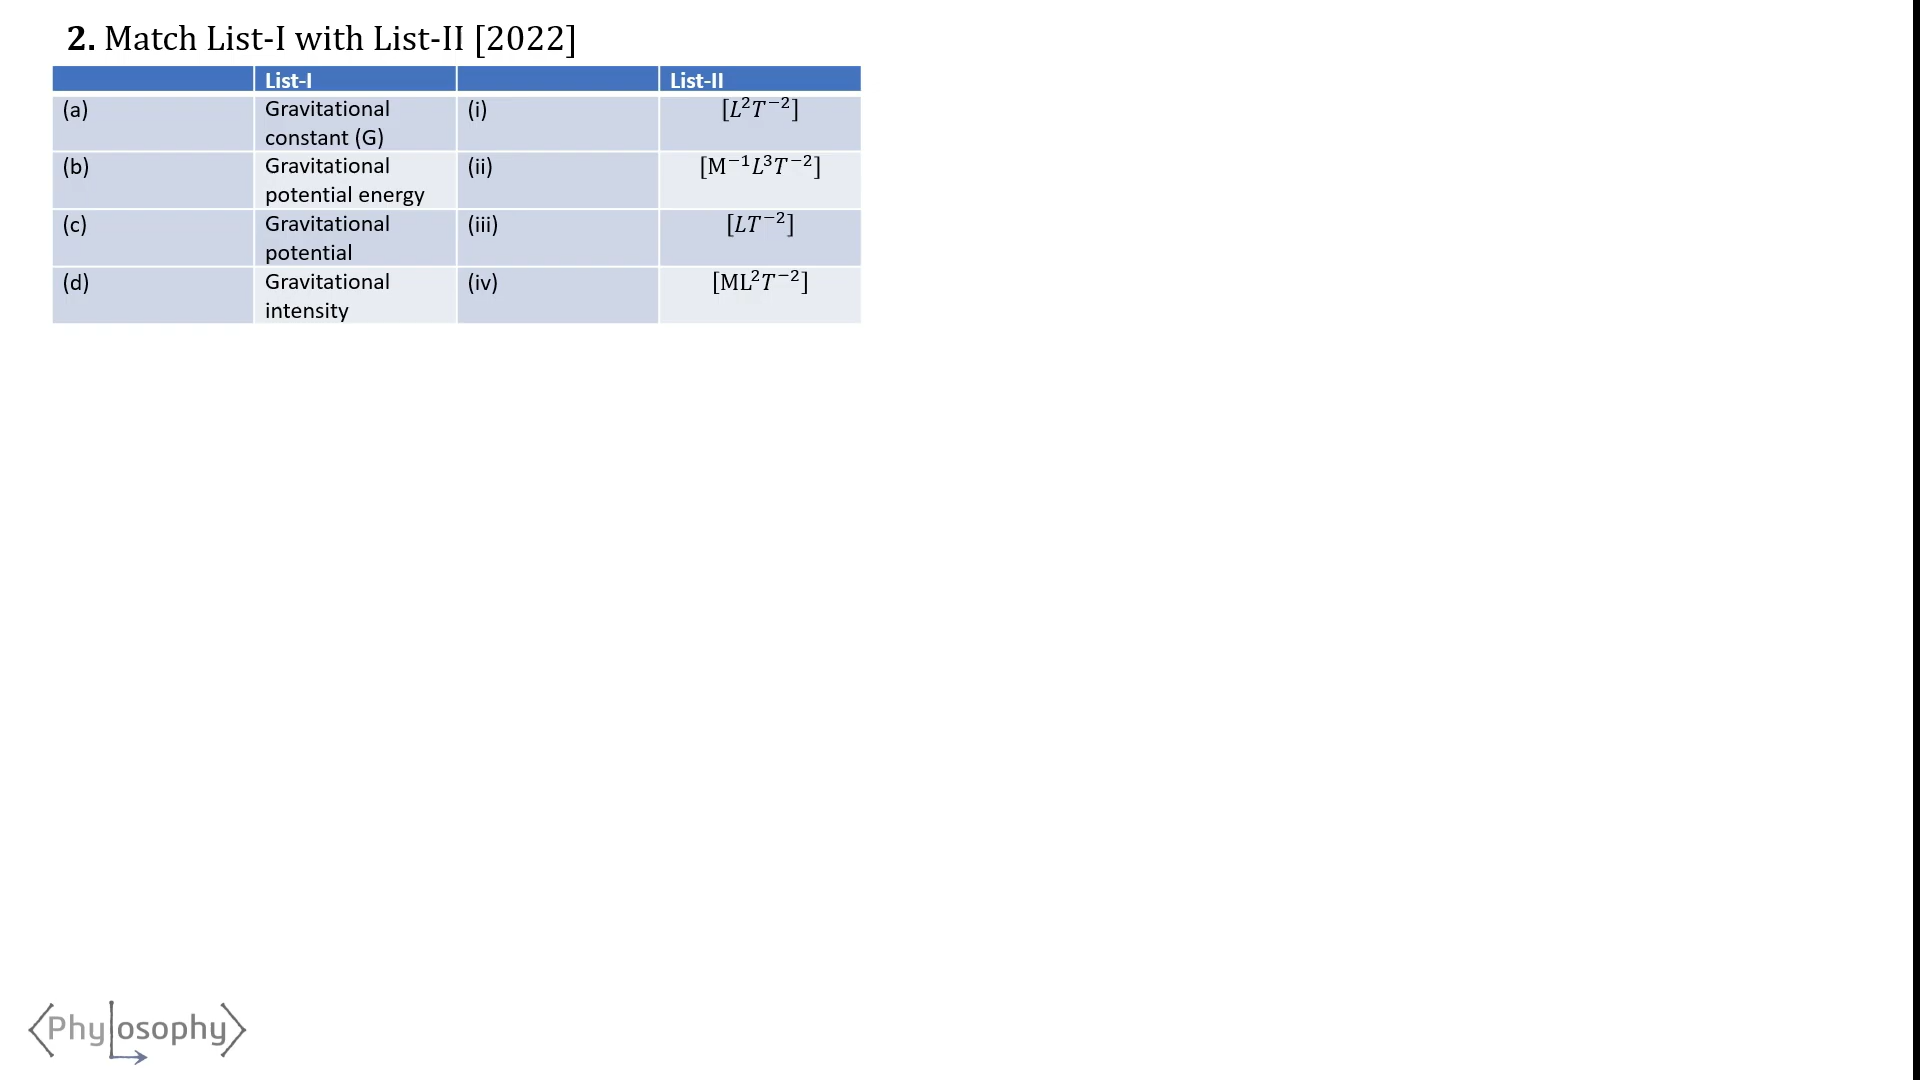 2. Match List-I with List-II [2022]
List-I List-II
(a) Gravitational constant (G) (i) [L²T⁻²]
(b) Gravitational potential energy (ii) [M⁻¹L³T⁻²]
(c) Gravitational potential (iii) [LT⁻²]
(d) Gravitational intensity (iv) [ML²T⁻²]
Phylosophy